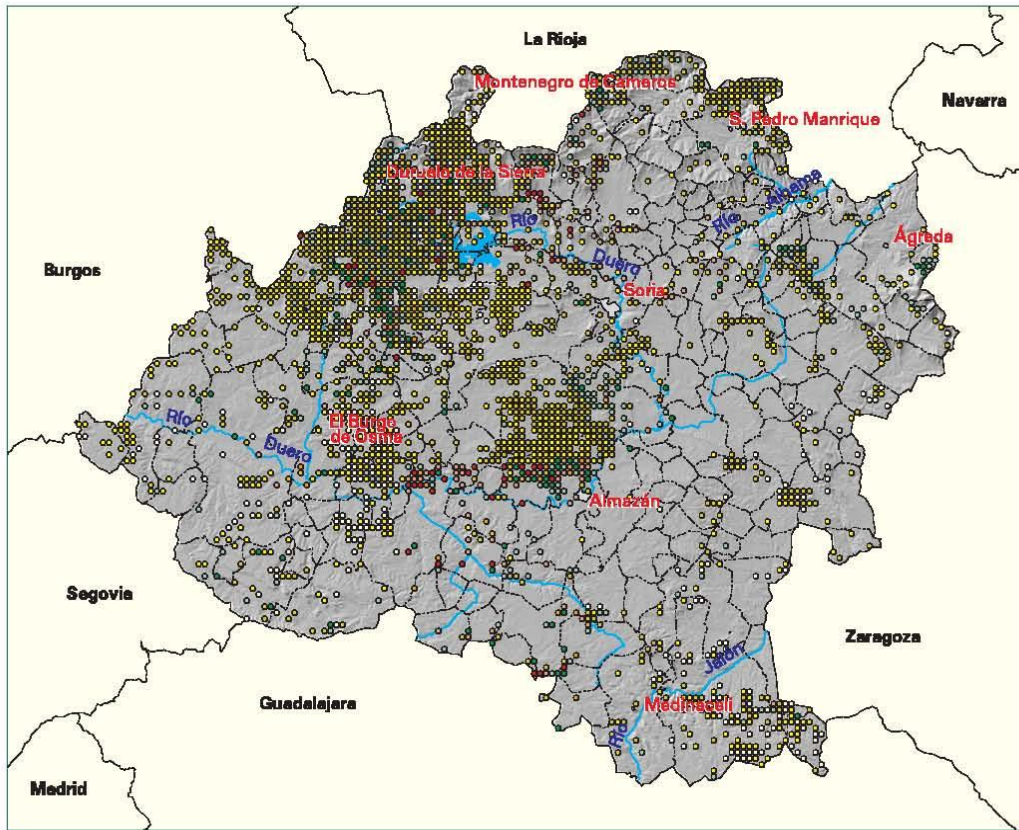 La Rioja
Montenegro de Cameros
Navarra
S. Pedro Manrique
Duruelo de la Sierra
Río Alhama
Río Duero
Ágreda
Burgos
Soria
Río Duero
El Burgo
de Osma
Almazán
Segovia
Zaragoza
Río Jalón
Guadalajara
Medinaceli
Madrid